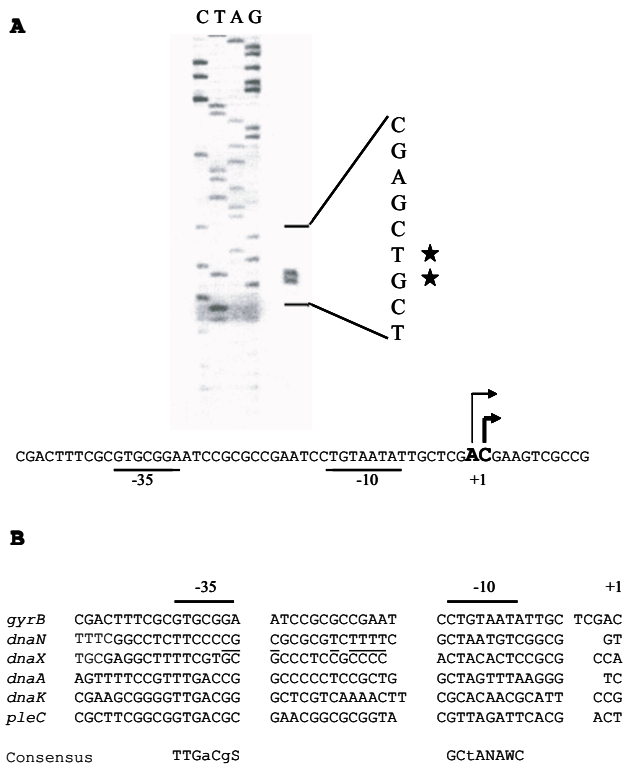 A
C T A G
C
G
A
G
C
T ★
G ★
C
T
CGACTTTCGCGTGCGGAATCCGCGCCGAATCCTGTAATATTGCTCGACGAAGTCGCCG
-35 -10 +1
B
-35 -10 +1
gyrB CGACTTTCGCGTGCGGA ATCCGCGCCGAAT CCTGTAATATTGC TCGAC
dnaN TTTCGGCCTCTTCCCCG CGCGCGTCTTTTC GCTAATGTCGGCG GT
dnaX TGCGAGGCTTTTCGTGC GCCCTCCGCCCC ACTACACTCCGCG CCA
dnaA AGTTTTCCGTTTGACCG GCCCCCTCCGCTG GCTAGTTTAAGGG TC
dnaK CGAAGCGGGGTTGACGG GCTCGTCAAAACTT CGCACAACGCATT CCG
pleC CGCTTCGGCGGTGACGC GAACGGCGCGGTA CGTTAGATTCACG ACT
Consensus TTGaCgS GCtANAWC